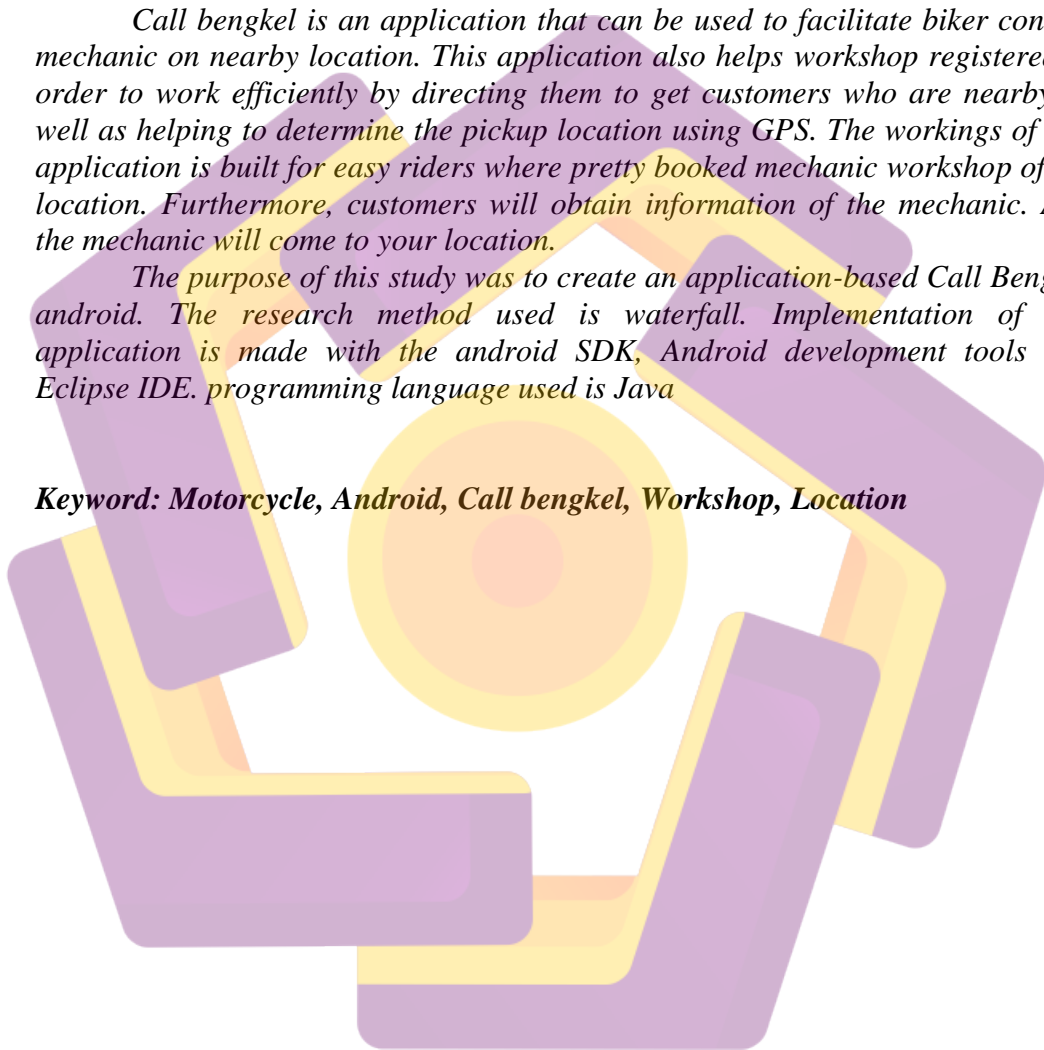 Call bengkel is an application that can be used to facilitate biker con
mechanic on nearby location. This application also helps workshop registered
order to work efficiently by directing them to get customers who are nearby
well as helping to determine the pickup location using GPS. The workings of
application is built for easy riders where pretty booked mechanic workshop of
location. Furthermore, customers will obtain information of the mechanic.
the mechanic will come to your location.
The purpose of this study was to create an application-based Call Beng
android. The research method used is waterfall. Implementation of
application is made with the android SDK, Android development tools
Eclipse IDE. programming language used is Java
Keyword: Motorcycle, Android, Call bengkel, Workshop, Location